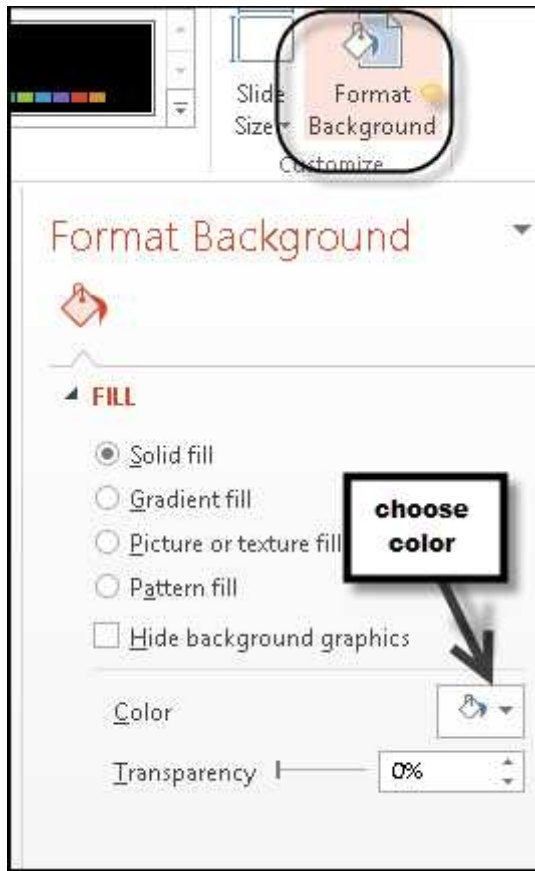 Slide
Size
Format
Background
Customize
Format Background
FILL
Solid fill
Gradient fill
Picture or texture fill
Pattern fill
Hide background graphics
choose
color
Color
Transparency
0%